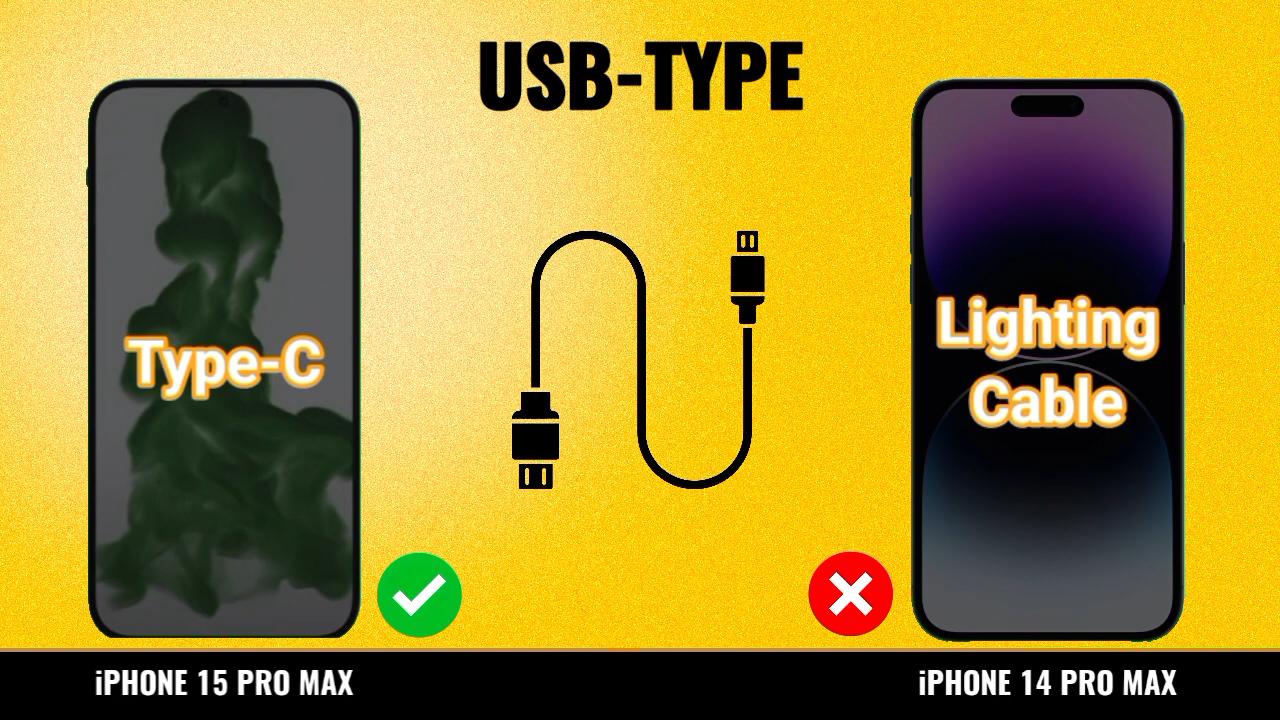 USB-TYPE
Type-C
Lighting
Cable
iPHONE 15 PRO MAX
iPHONE 14 PRO MAX